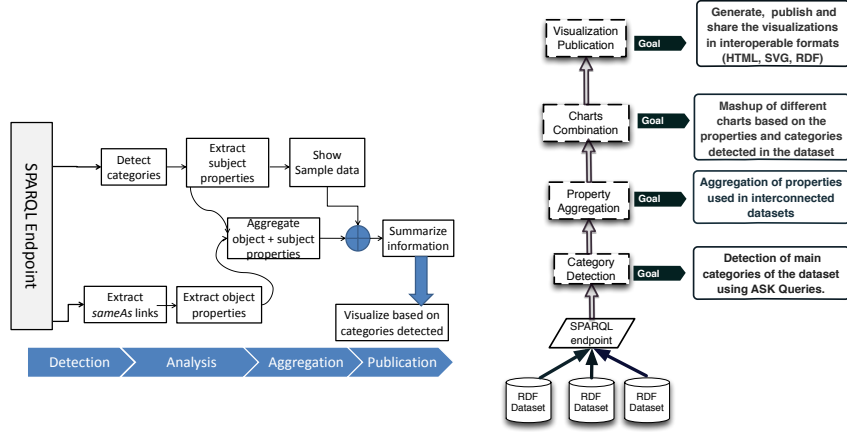 SPARQL Endpoint
Detect
categories
Extract
subject
properties
Show
Sample data
Aggregate
object + subject
properties
Summarize
information
Extract
sameAs links
Extract object
properties
Visualize based on
categories detected
Detection
Analysis
Aggregation
Publication
Visualization
Publication
Goal
Generate, publish and
share the visualizations
in interoperable formats
(HTML, SVG, RDF)
Charts
Combination
Goal
Mashup of different
charts based on the
properties and categories
detected in the dataset
Property
Aggregation
Goal
Aggregation of properties
used in interconnected
datasets
Category
Detection
Goal
Detection of main
categories of the dataset
using ASK Queries.
SPARQL
endpoint
RDF
Dataset
RDF
Dataset
RDF
Dataset